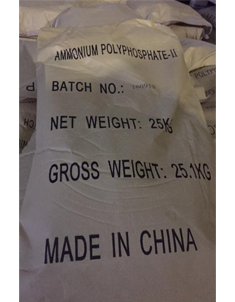 AMMONIUM POLYPHOSPHATE-II
BATCH NO.:
NET WEIGHT: 25KG
GROSS WEIGHT: 25.1KG
MADE IN CHINA